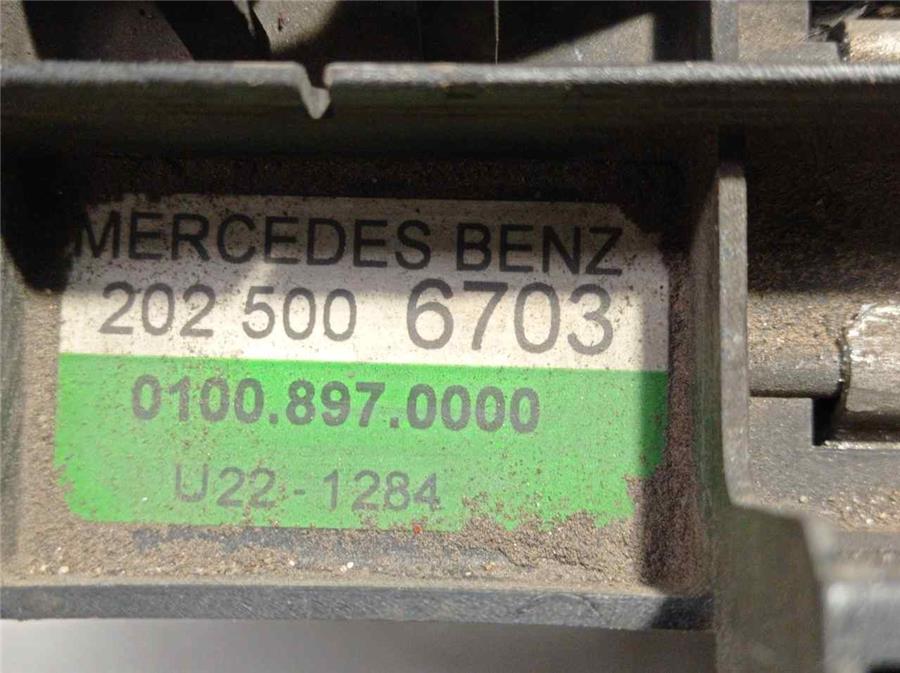 MERCEDES BENZ
202 500 6703
0100.897.0000
U22-1284